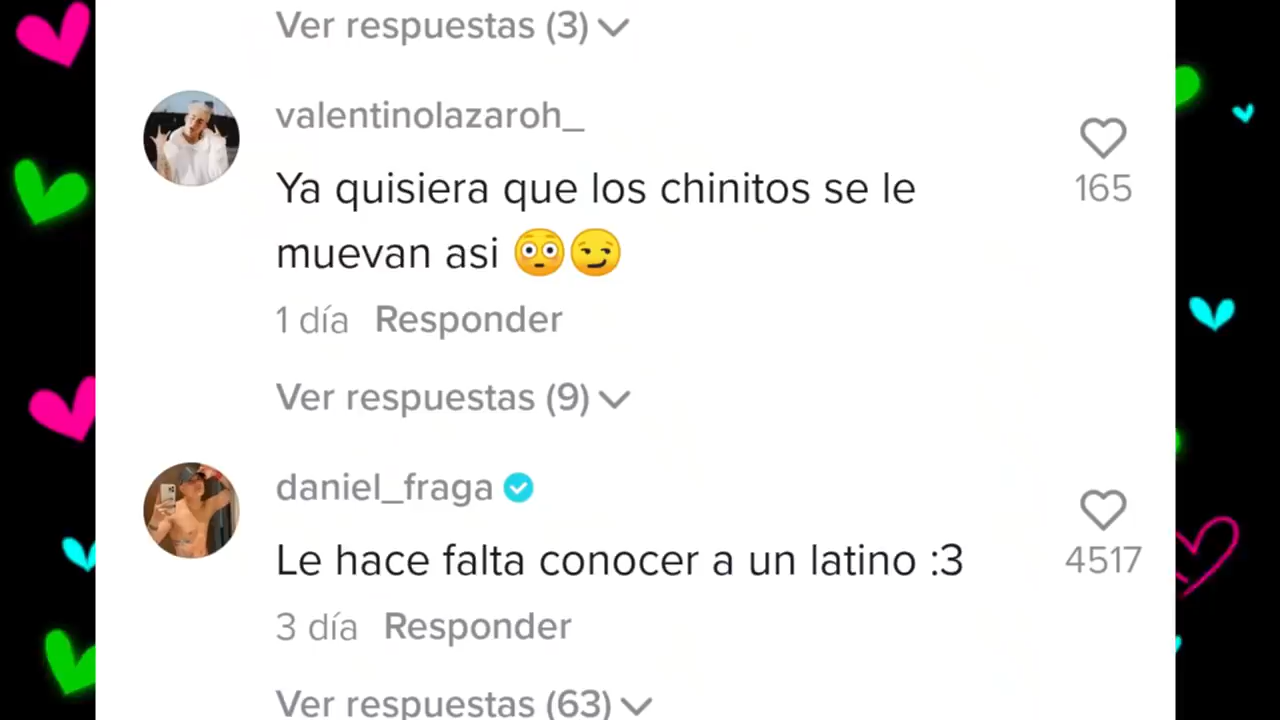 Ver respuestas (3)
valentinolazaroh_
Ya quisiera que los chinitos se le
muevan asi 😳😏
165
1 día Responder
Ver respuestas (9)
daniel_fraga
Le hace falta conocer a un latino :3
4517
3 día Responder
Ver respuestas (63)